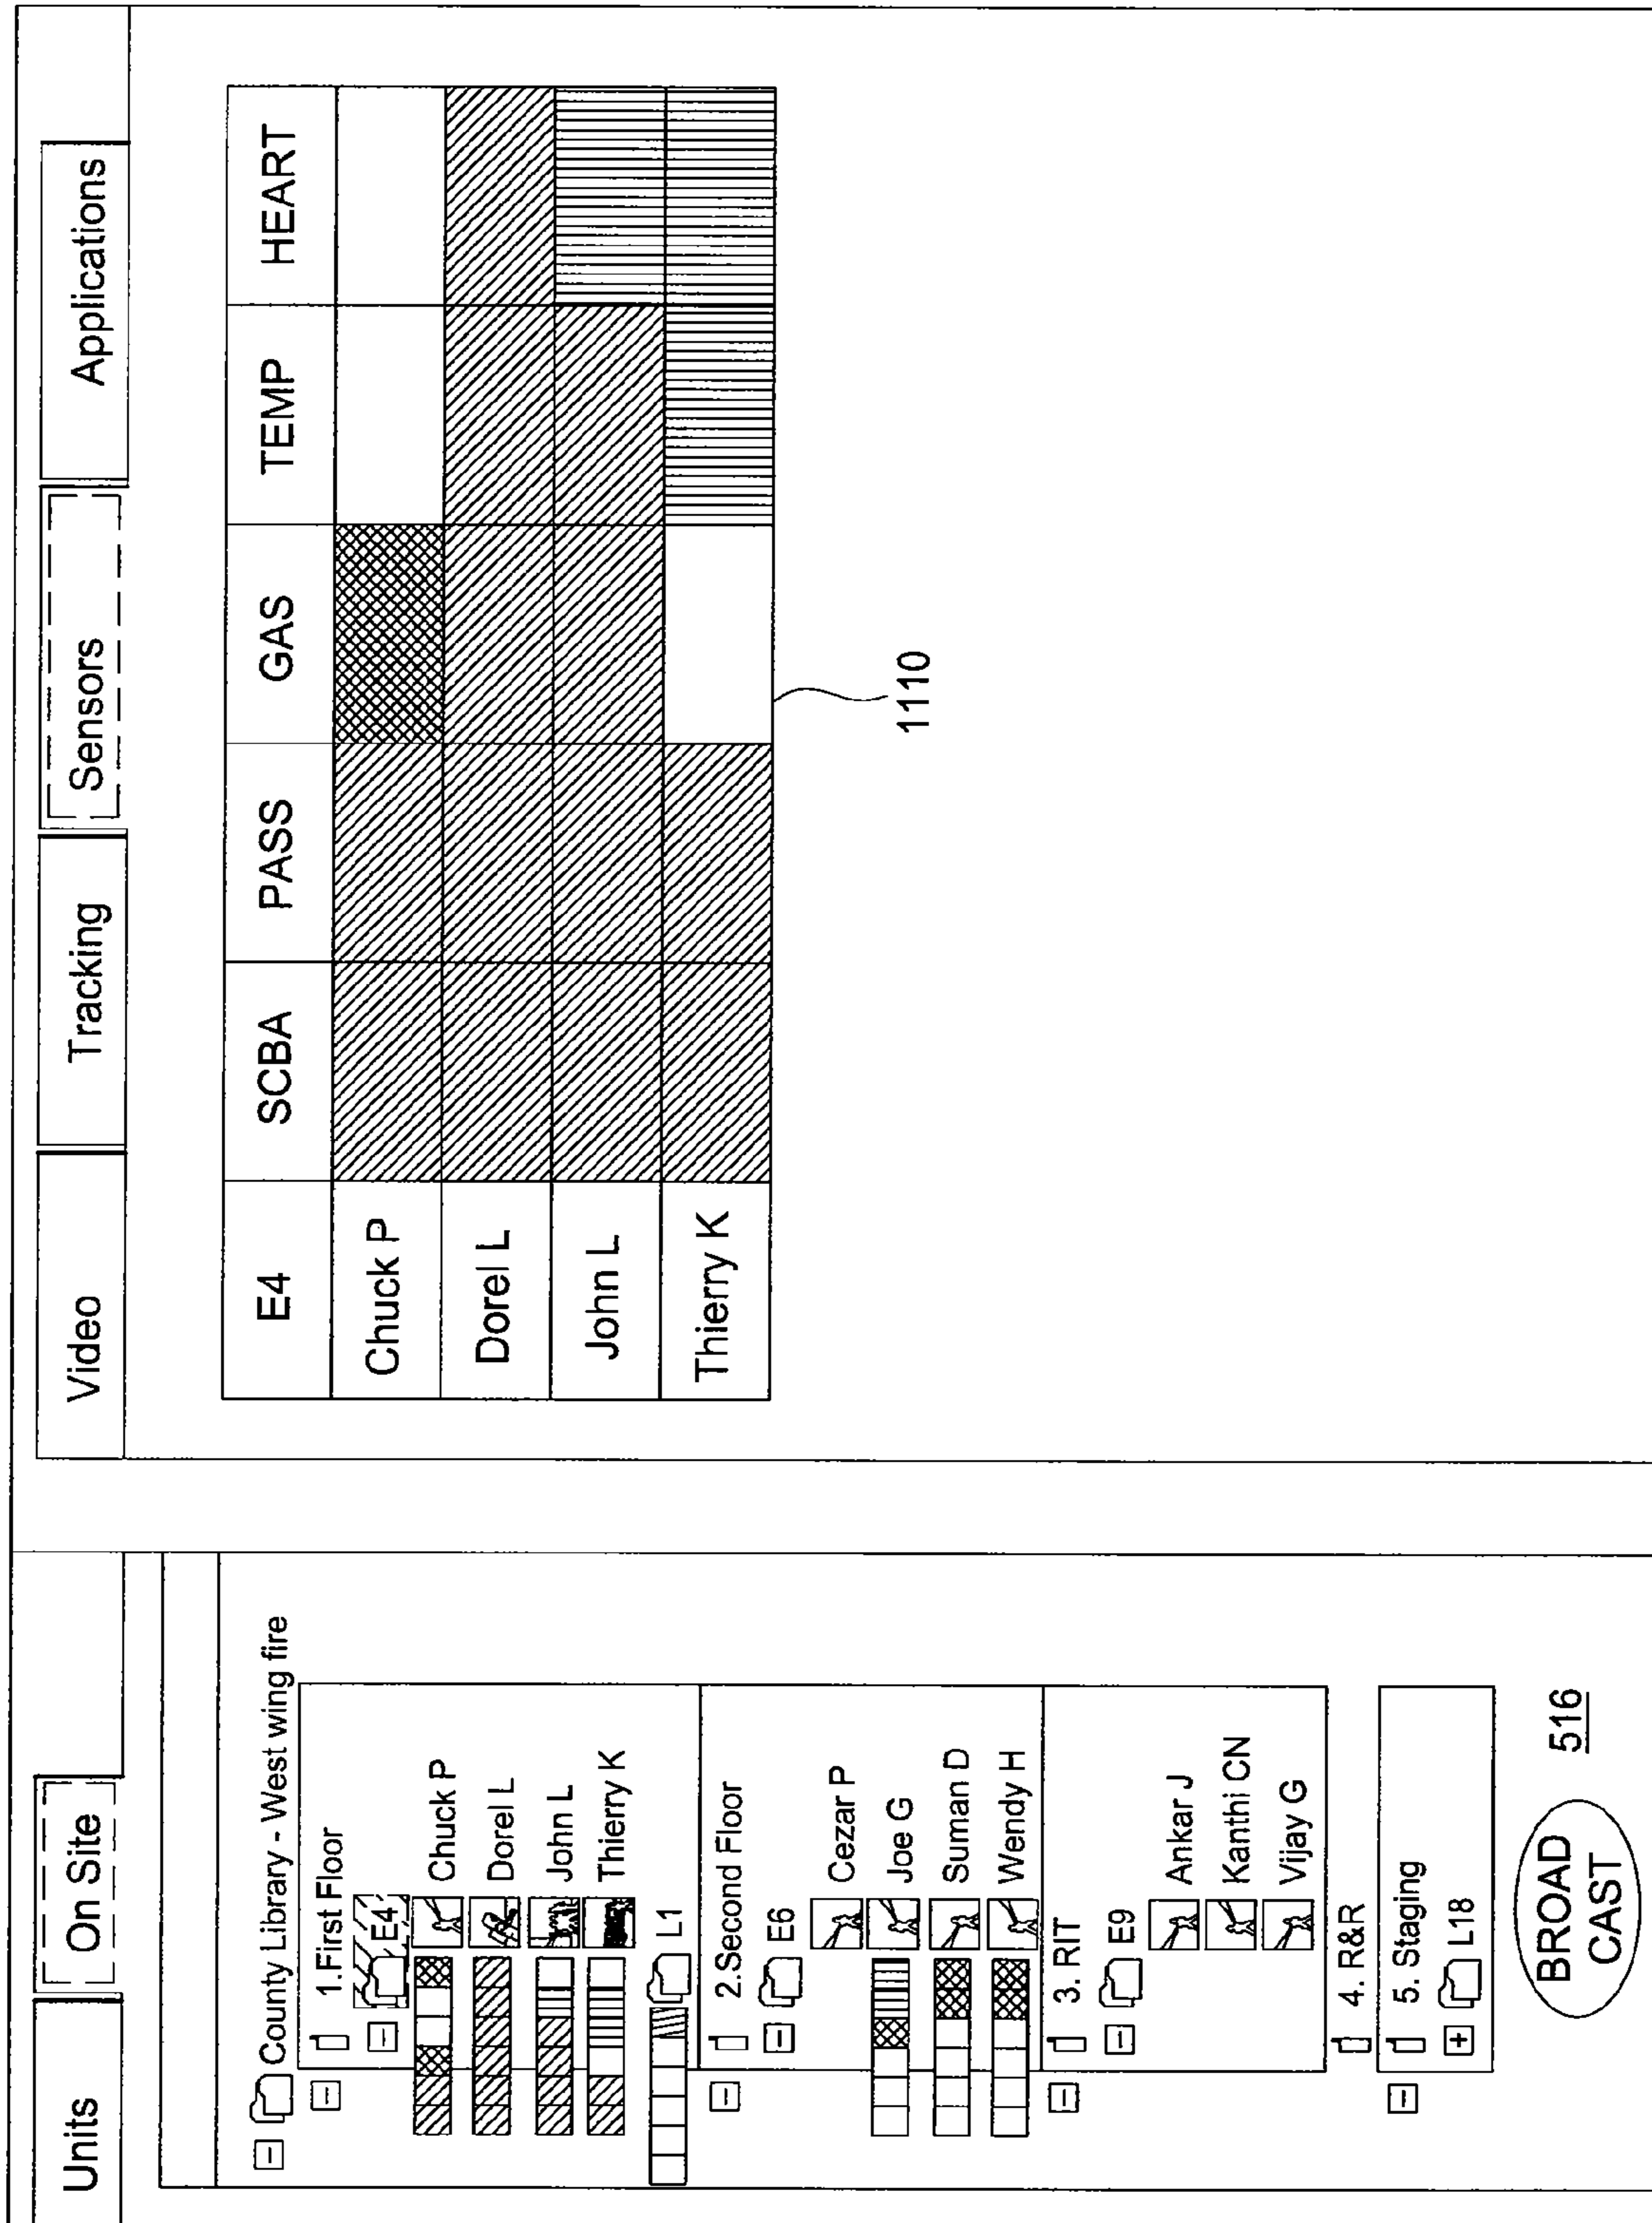 Units
On Site
County Library - West wing fire
1.First Floor
E4
Chuck P
Dorel L
John L
Thierry K
L1
2.Second Floor
E6
Cezar P
Joe G
Suman D
Wendy H
3. RIT
E9
Ankar J
Kanthi CN
Vijay G
4. R&R
5. Staging
L18
BROAD
CAST
516
Video
Tracking
Sensors
Applications
E4 SCBA PASS GAS TEMP HEART
Chuck P
Dorel L
John L
Thierry K
1110